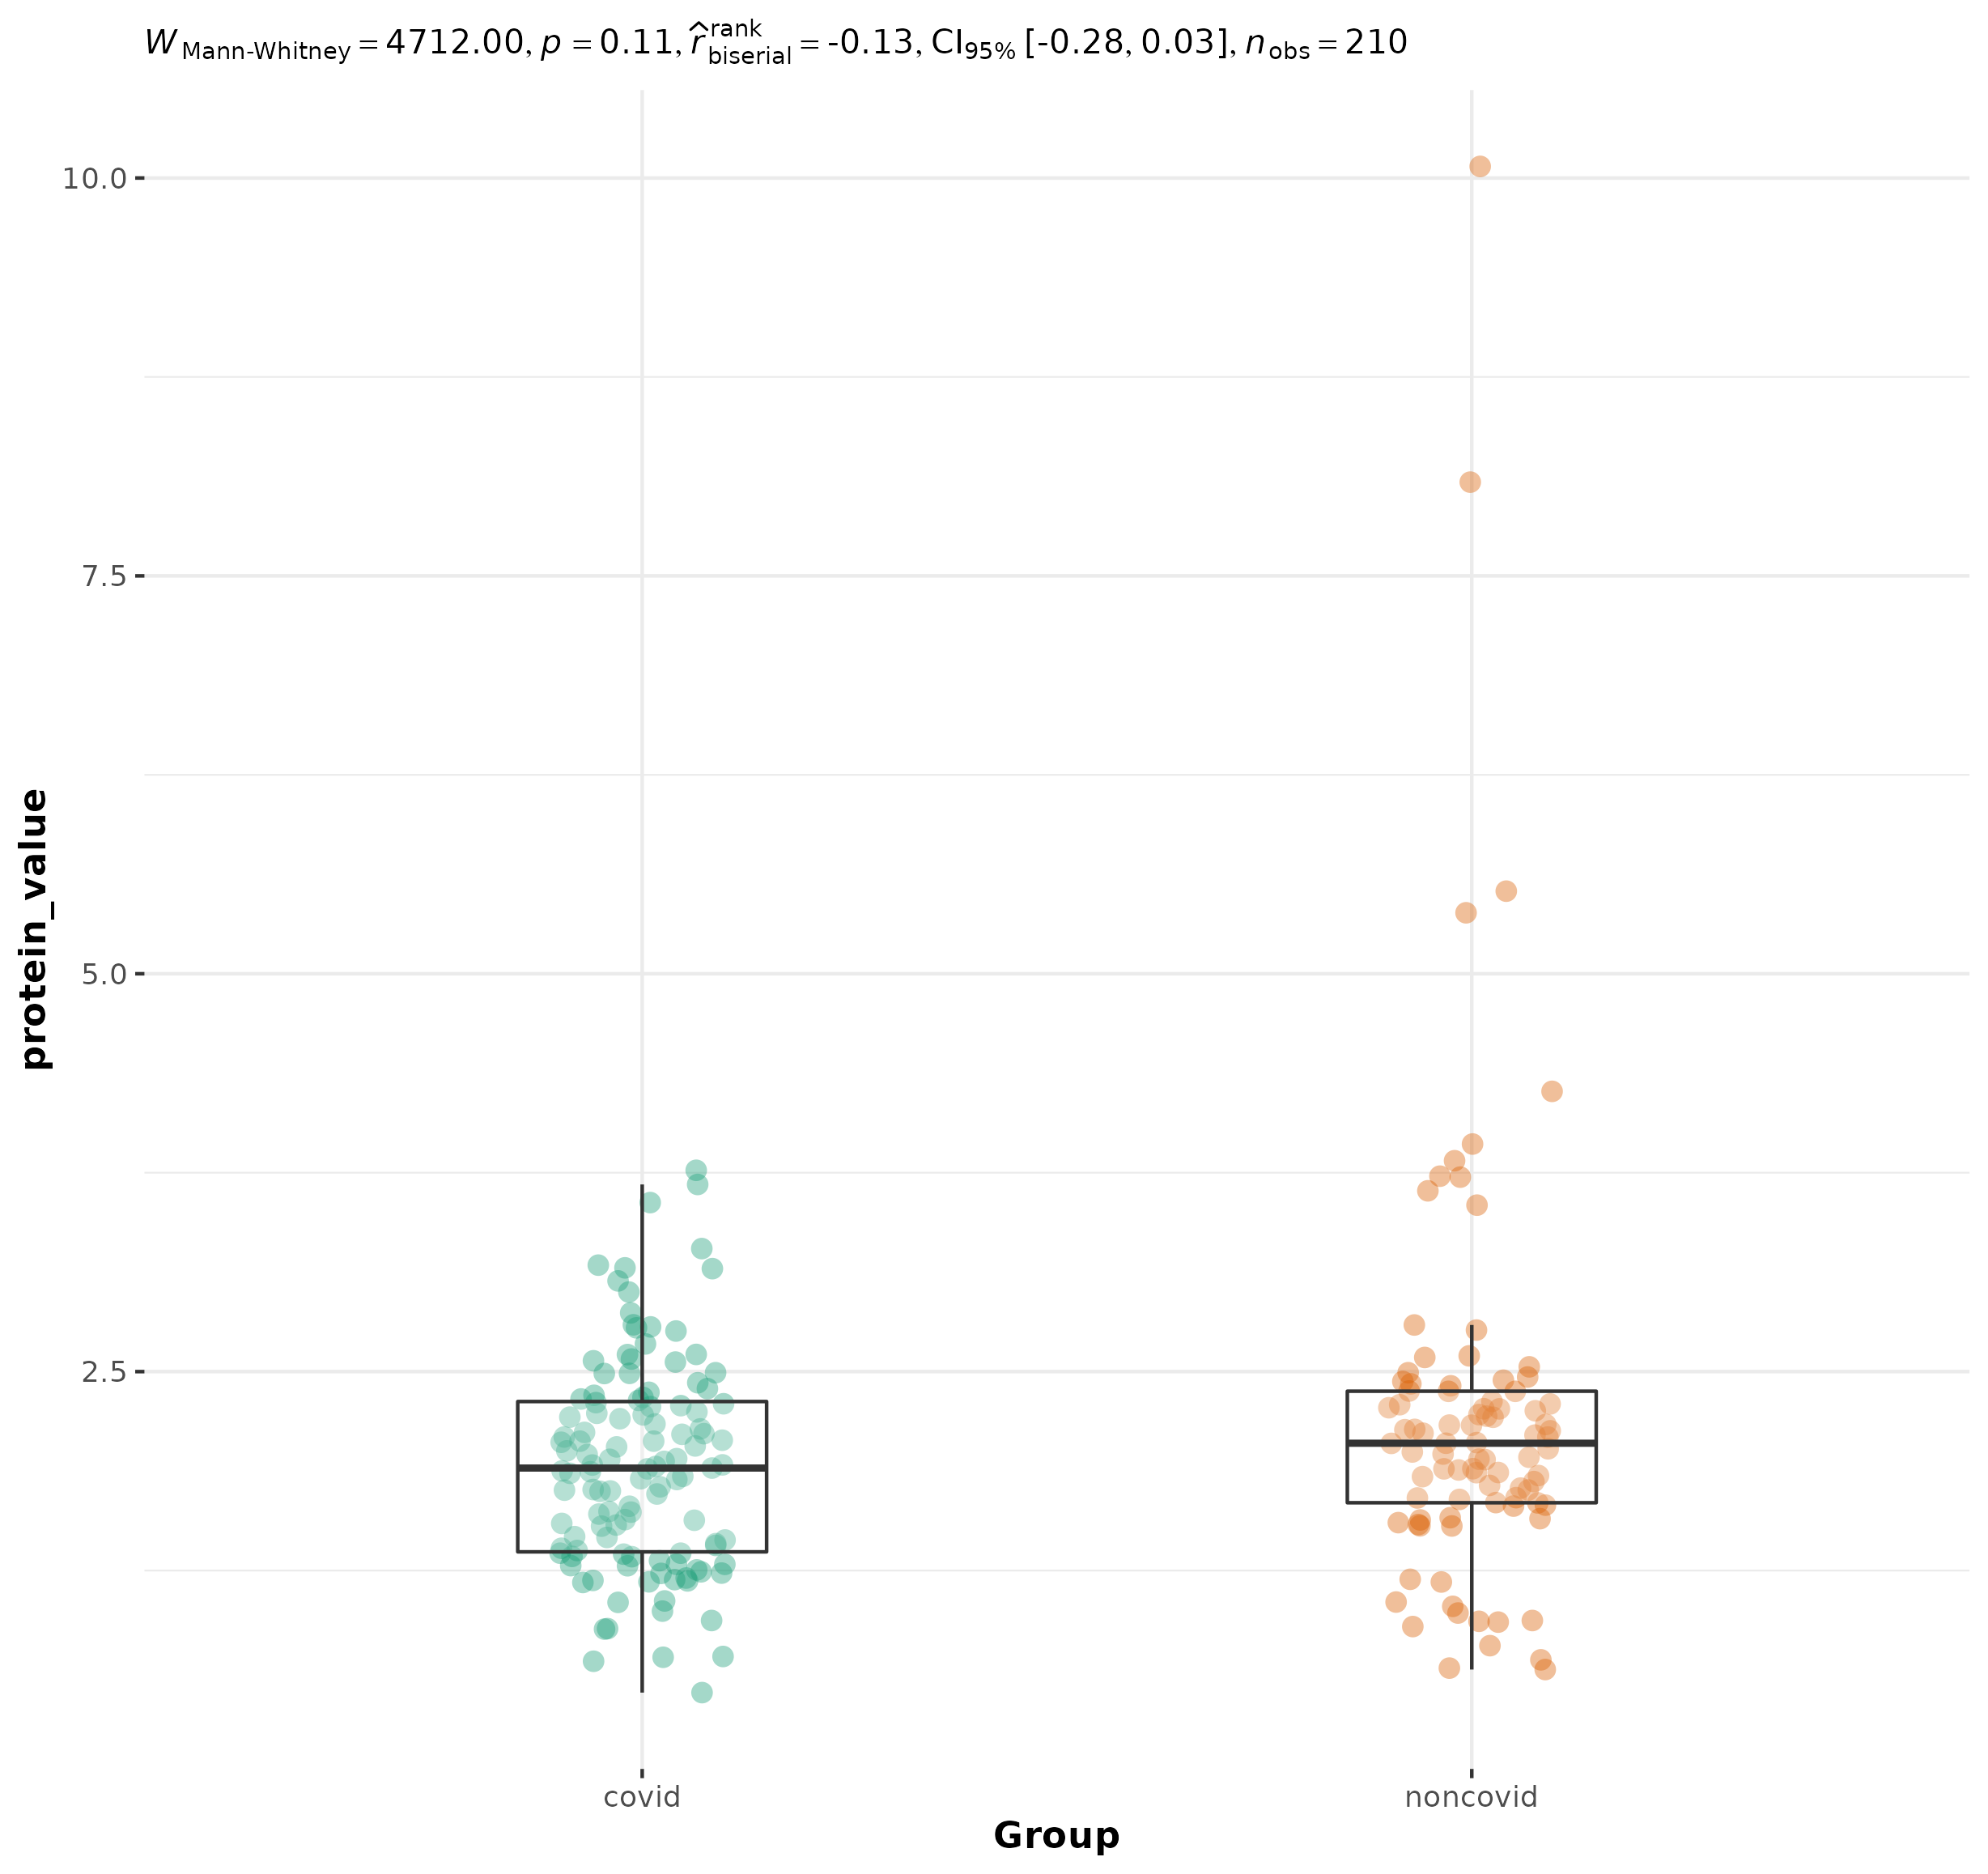 W Mann-Whitney = 4712.00, p = 0.11, r̂ rank biserial = -0.13, CI95% [-0.28, 0.03], n obs = 210
10.0
7.5
5.0
2.5
protein_value
covid noncovid
Group